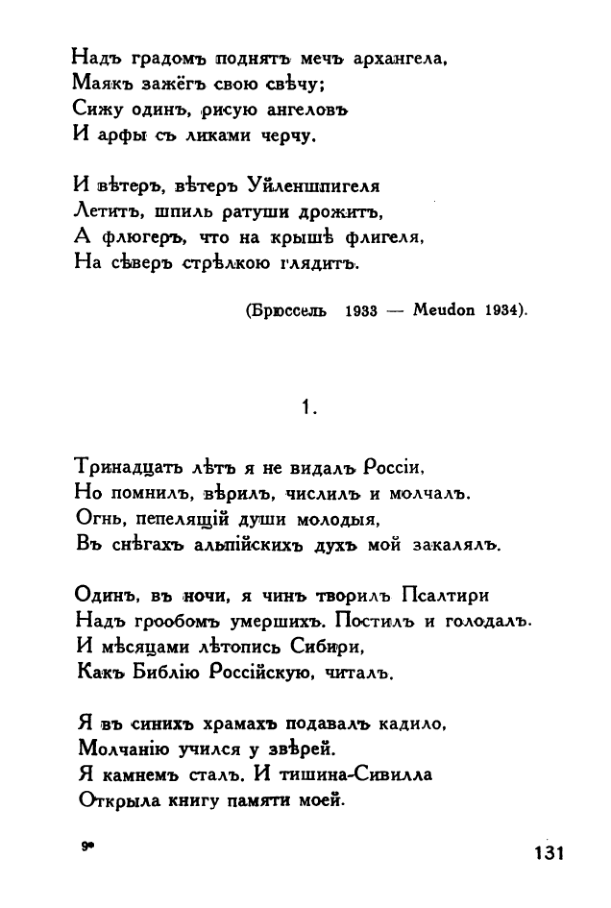 Надъ градомъ поднятъ мечъ архангела,
Маякъ зажёгъ свою свѣчу;
Сижу одинъ, рисую ангеловъ
И арфы съ ликами черчу.
И вѣтеръ, вѣтеръ Уйленшпигеля
Летитъ, шпиль ратуши дрожитъ,
А флюгеръ, что на крышѣ флигеля,
На сѣверъ стрѣлкою глядитъ.
(Брюссель 1933 — Meudon 1934).
1.
Тринадцать лѣтъ я не видалъ Россіи,
Но помнилъ, вѣрилъ, числилъ и молчалъ.
Огнь, пепелящій души молодыя,
Въ снѣгахъ альпійскихъ духъ мой закалялъ.
Одинъ, въ ночи, я чинъ творилъ Псалтири
Надъ грообомъ умершихъ. Постилъ и голодалъ.
И мѣсяцами лѣтопись Сибири,
Какъ Библію Россійскую, читалъ.
Я въ синихъ храмахъ подавалъ кадило,
Молчанію учился у звѣрей.
Я камнемъ сталъ. И тишина-Сивилла
Открыла книгу памяти моей.
9*
131